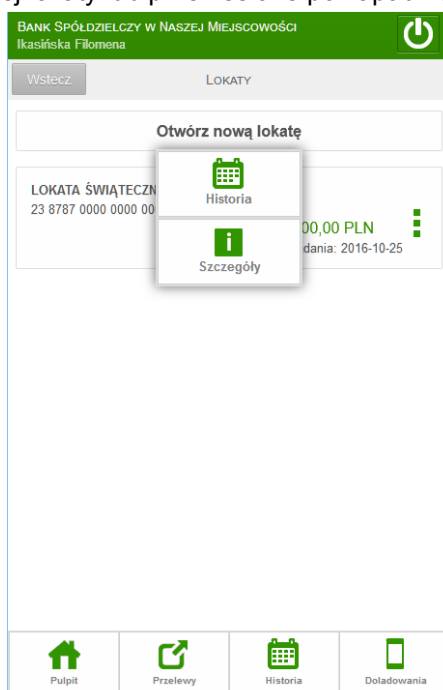 BANK SPÓŁDZIELCZY W NASZEJ MIEJSCOWOŚCI
Ikasińska Filomena
Wstecz
LOKATY
Otwórz nową lokatę
Historia
LOKATA ŚWIĄTECZN
23 8787 0000 0000 00
Szczegóły
00,00 PLN
dania: 2016-10-25
Pulpit
Przelewy
Historia
Doladowania